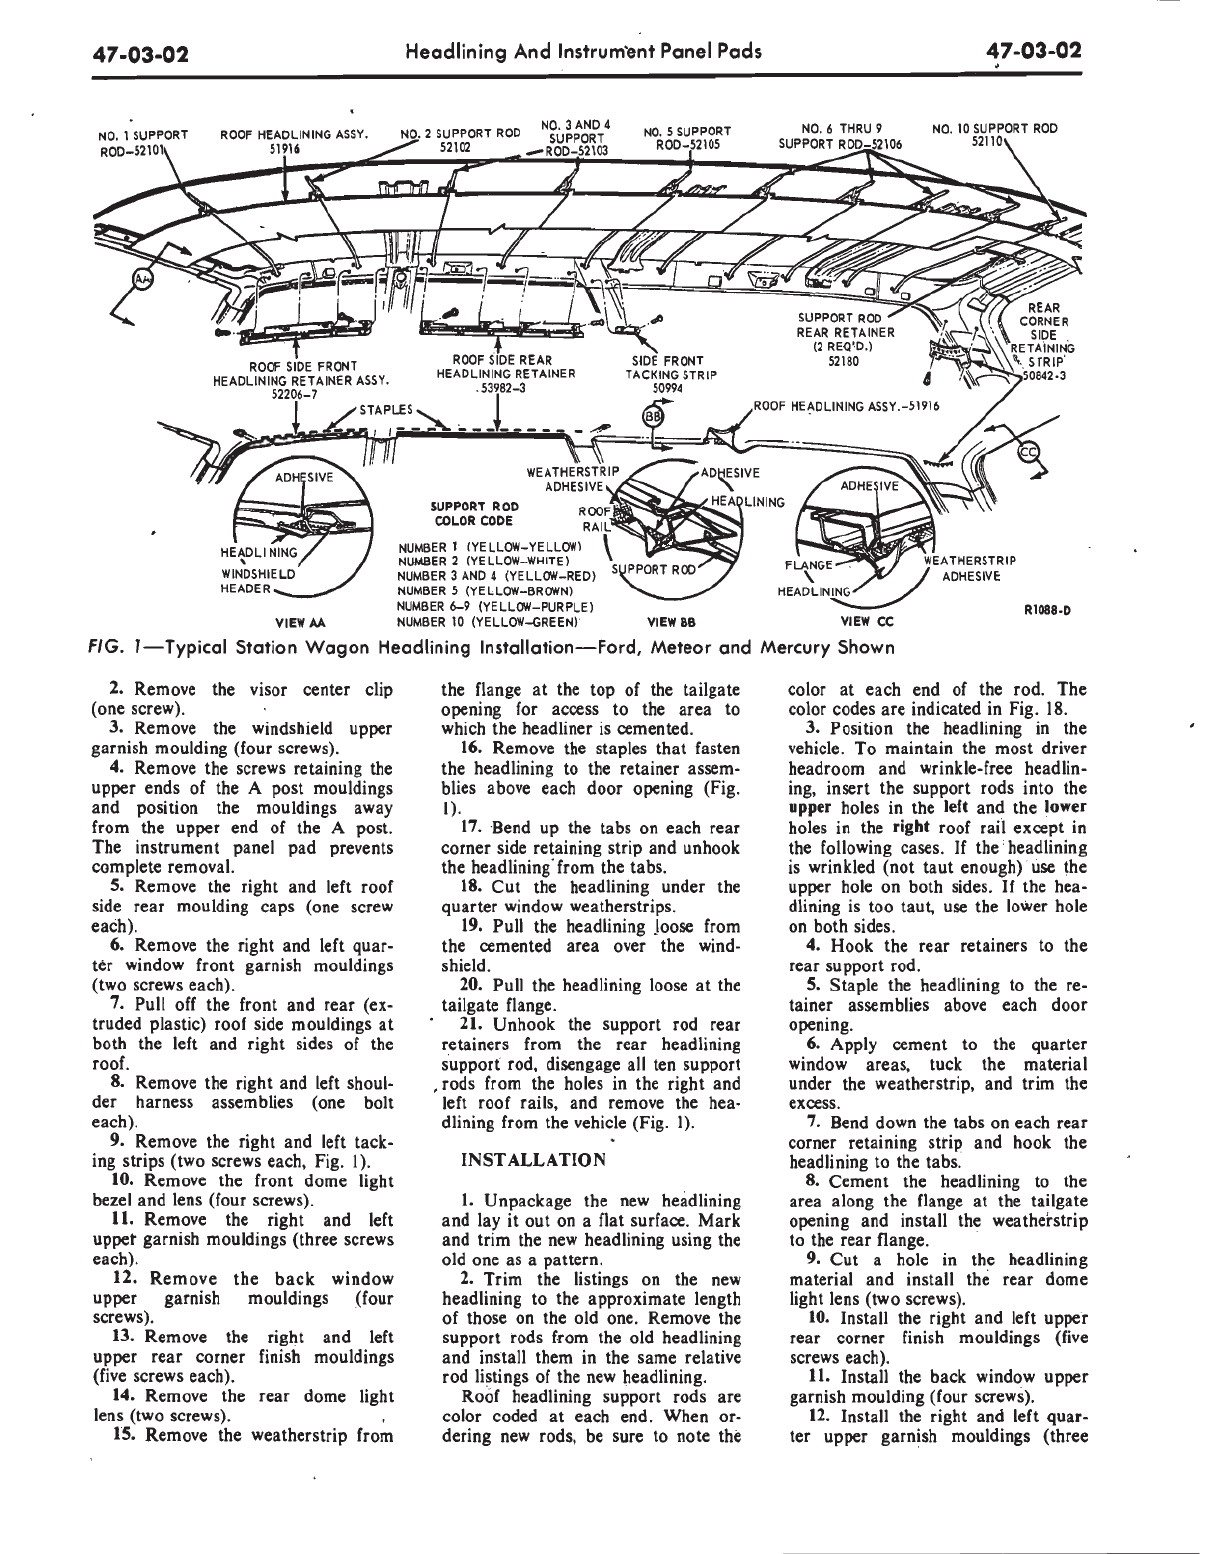 47-03-02 Headlining And Instrument Panel Pads 47-03-02
NO. 1 SUPPORT
ROD-52101
ROOF HEADLINING ASSY.
51916
NO. 2 SUPPORT ROD
52102
NO. 3 AND 4
SUPPORT
ROD-52103
NO. 5 SUPPORT
ROD-52105
NO. 6 THRU 9
SUPPORT ROD-52106
NO. 10 SUPPORT ROD
52110
AA
ROOF SIDE FRONT
HEADLINING RETAINER ASSY.
52206-7
ROOF SIDE REAR
HEADLINING RETAINER
53982-3
SIDE FRONT
TACKING STRIP
50994
SUPPORT ROD
REAR RETAINER
(2 REQ'D.)
52180
REAR
CORNER
SIDE
RETAINING
STRIP
50842-3
STAPLES
BB
ROOF HEADLINING ASSY.-51916
CC
ADHESIVE
HEADLINING
WINDSHIELD
HEADER
VIEW AA
SUPPORT ROD
COLOR CODE
NUMBER 1 (YELLOW-YELLOW)
NUMBER 2 (YELLOW-WHITE)
NUMBER 3 AND 4 (YELLOW-RED)
NUMBER 5 (YELLOW-BROWN)
NUMBER 6-9 (YELLOW-PURPLE)
NUMBER 10 (YELLOW-GREEN)
WEATHERSTRIP
ADHESIVE
ROOF
RAIL
ADHESIVE
HEADLINING
SUPPORT ROD
VIEW BB
ADHESIVE
FLANGE
HEADLINING
WEATHERSTRIP
ADHESIVE
VIEW CC
R1088-D
FIG. 1—Typical Station Wagon Headlining Installation—Ford, Meteor and Mercury Shown
2. Remove the visor center clip
(one screw).
3. Remove the windshield upper
garnish moulding (four screws).
4. Remove the screws retaining the
upper ends of the A post mouldings
and position the mouldings away
from the upper end of the A post.
The instrument panel pad prevents
complete removal.
5. Remove the right and left roof
side rear moulding caps (one screw
each).
6. Remove the right and left quar-
ter window front garnish mouldings
(two screws each).
7. Pull off the front and rear (ex-
truded plastic) roof side mouldings at
both the left and right sides of the
roof.
8. Remove the right and left shoul-
der harness assemblies (one bolt
each).
9. Remove the right and left tack-
ing strips (two screws each, Fig. 1).
10. Remove the front dome light
bezel and lens (four screws).
11. Remove the right and left
upper garnish mouldings (three screws
each).
12. Remove the back window
upper garnish mouldings (four
screws).
13. Remove the right and left
upper rear corner finish mouldings
(five screws each).
14. Remove the rear dome light
lens (two screws).
15. Remove the weatherstrip from
the flange at the top of the tailgate
opening for access to the area to
which the headliner is cemented.
16. Remove the staples that fasten
the headlining to the retainer assem-
blies above each door opening (Fig.
1).
17. Bend up the tabs on each rear
corner side retaining strip and unhook
the headlining from the tabs.
18. Cut the headlining under the
quarter window weatherstrips.
19. Pull the headlining loose from
the cemented area over the wind-
shield.
20. Pull the headlining loose at the
tailgate flange.
21. Unhook the support rod rear
retainers from the rear headlining
support rod, disengage all ten support
rods from the holes in the right and
left roof rails, and remove the hea-
dlining from the vehicle (Fig. 1).
INSTALLATION
1. Unpackage the new headlining
and lay it out on a flat surface. Mark
and trim the new headlining using the
old one as a pattern.
2. Trim the listings on the new
headlining to the approximate length
of those on the old one. Remove the
support rods from the old headlining
and install them in the same relative
rod listings of the new headlining.
Roof headlining support rods are
color coded at each end. When or-
dering new rods, be sure to note the
color at each end of the rod. The
color codes are indicated in Fig. 18.
3. Position the headlining in the
vehicle. To maintain the most driver
headroom and wrinkle-free headlin-
ing, insert the support rods into the
upper holes in the left and the lower
holes in the right roof rail except in
the following cases. If the headlining
is wrinkled (not taut enough) use the
upper hole on both sides. If the hea-
dlining is too taut, use the lower hole
on both sides.
4. Hook the rear retainers to the
rear support rod.
5. Staple the headlining to the re-
tainer assemblies above each door
opening.
6. Apply cement to the quarter
window areas, tuck the material
under the weatherstrip, and trim the
excess.
7. Bend down the tabs on each rear
corner retaining strip and hook the
headlining to the tabs.
8. Cement the headlining to the
area along the flange at the tailgate
opening and install the weatherstrip
to the rear flange.
9. Cut a hole in the headlining
material and install the rear dome
light lens (two screws).
10. Install the right and left upper
rear corner finish mouldings (five
screws each).
11. Install the back window upper
garnish moulding (four screws).
12. Install the right and left quar-
ter upper garnish mouldings (three